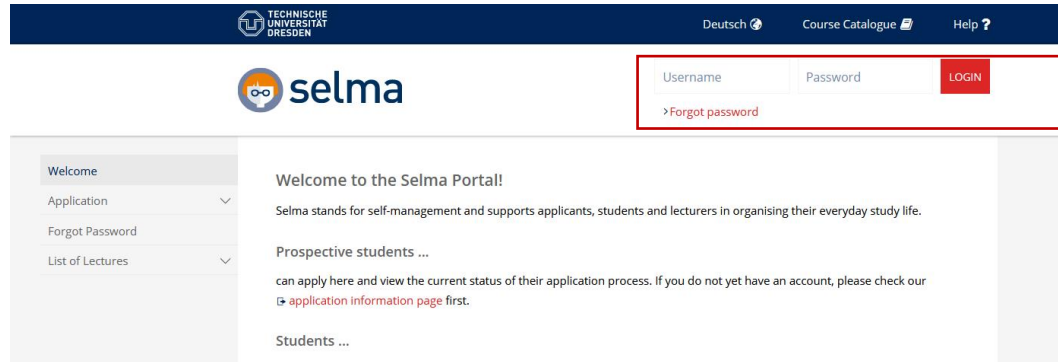 TECHNISCHE
UNIVERSITÄT
DRESDEN
Deutsch
Course Catalogue
Help ?
selma
Username
Password
LOGIN
>Forgot password
Welcome
Application
Forgot Password
List of Lectures
Welcome to the Selma Portal!
Selma stands for self-management and supports applicants, students and lecturers in organising their everyday study life.
Prospective students ...
can apply here and view the current status of their application process. If you do not yet have an account, please check our
application information page first.
Students ...